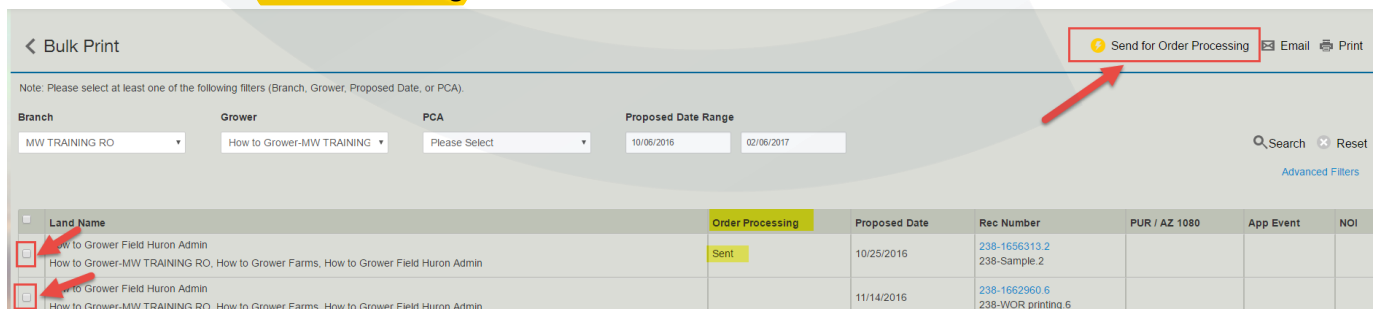 Bulk Print
Send for Order Processing Email Print
Note: Please select at least one of the following filters (Branch, Grower, Proposed Date, or PCA).
Branch Grower PCA Proposed Date Range
MW TRAINING RO How to Grower-MW TRAINING Please Select 10/06/2016 02/06/2017
Search Reset
Advanced Filters
Land Name Order Processing Proposed Date Rec Number PUR / AZ 1080 App Event NOI
How to Grower Field Huron Admin
How to Grower-MW TRAINING RO, How to Grower Farms, How to Grower Field Huron Admin
Sent 10/25/2016
238-1656313.2
238-Sample.2
How to Grower Field Huron Admin
How to Grower-MW TRAINING RO, How to Grower Farms, How to Grower Field Huron Admin
11/14/2016
238-1662960.6
238-WOR printing.6